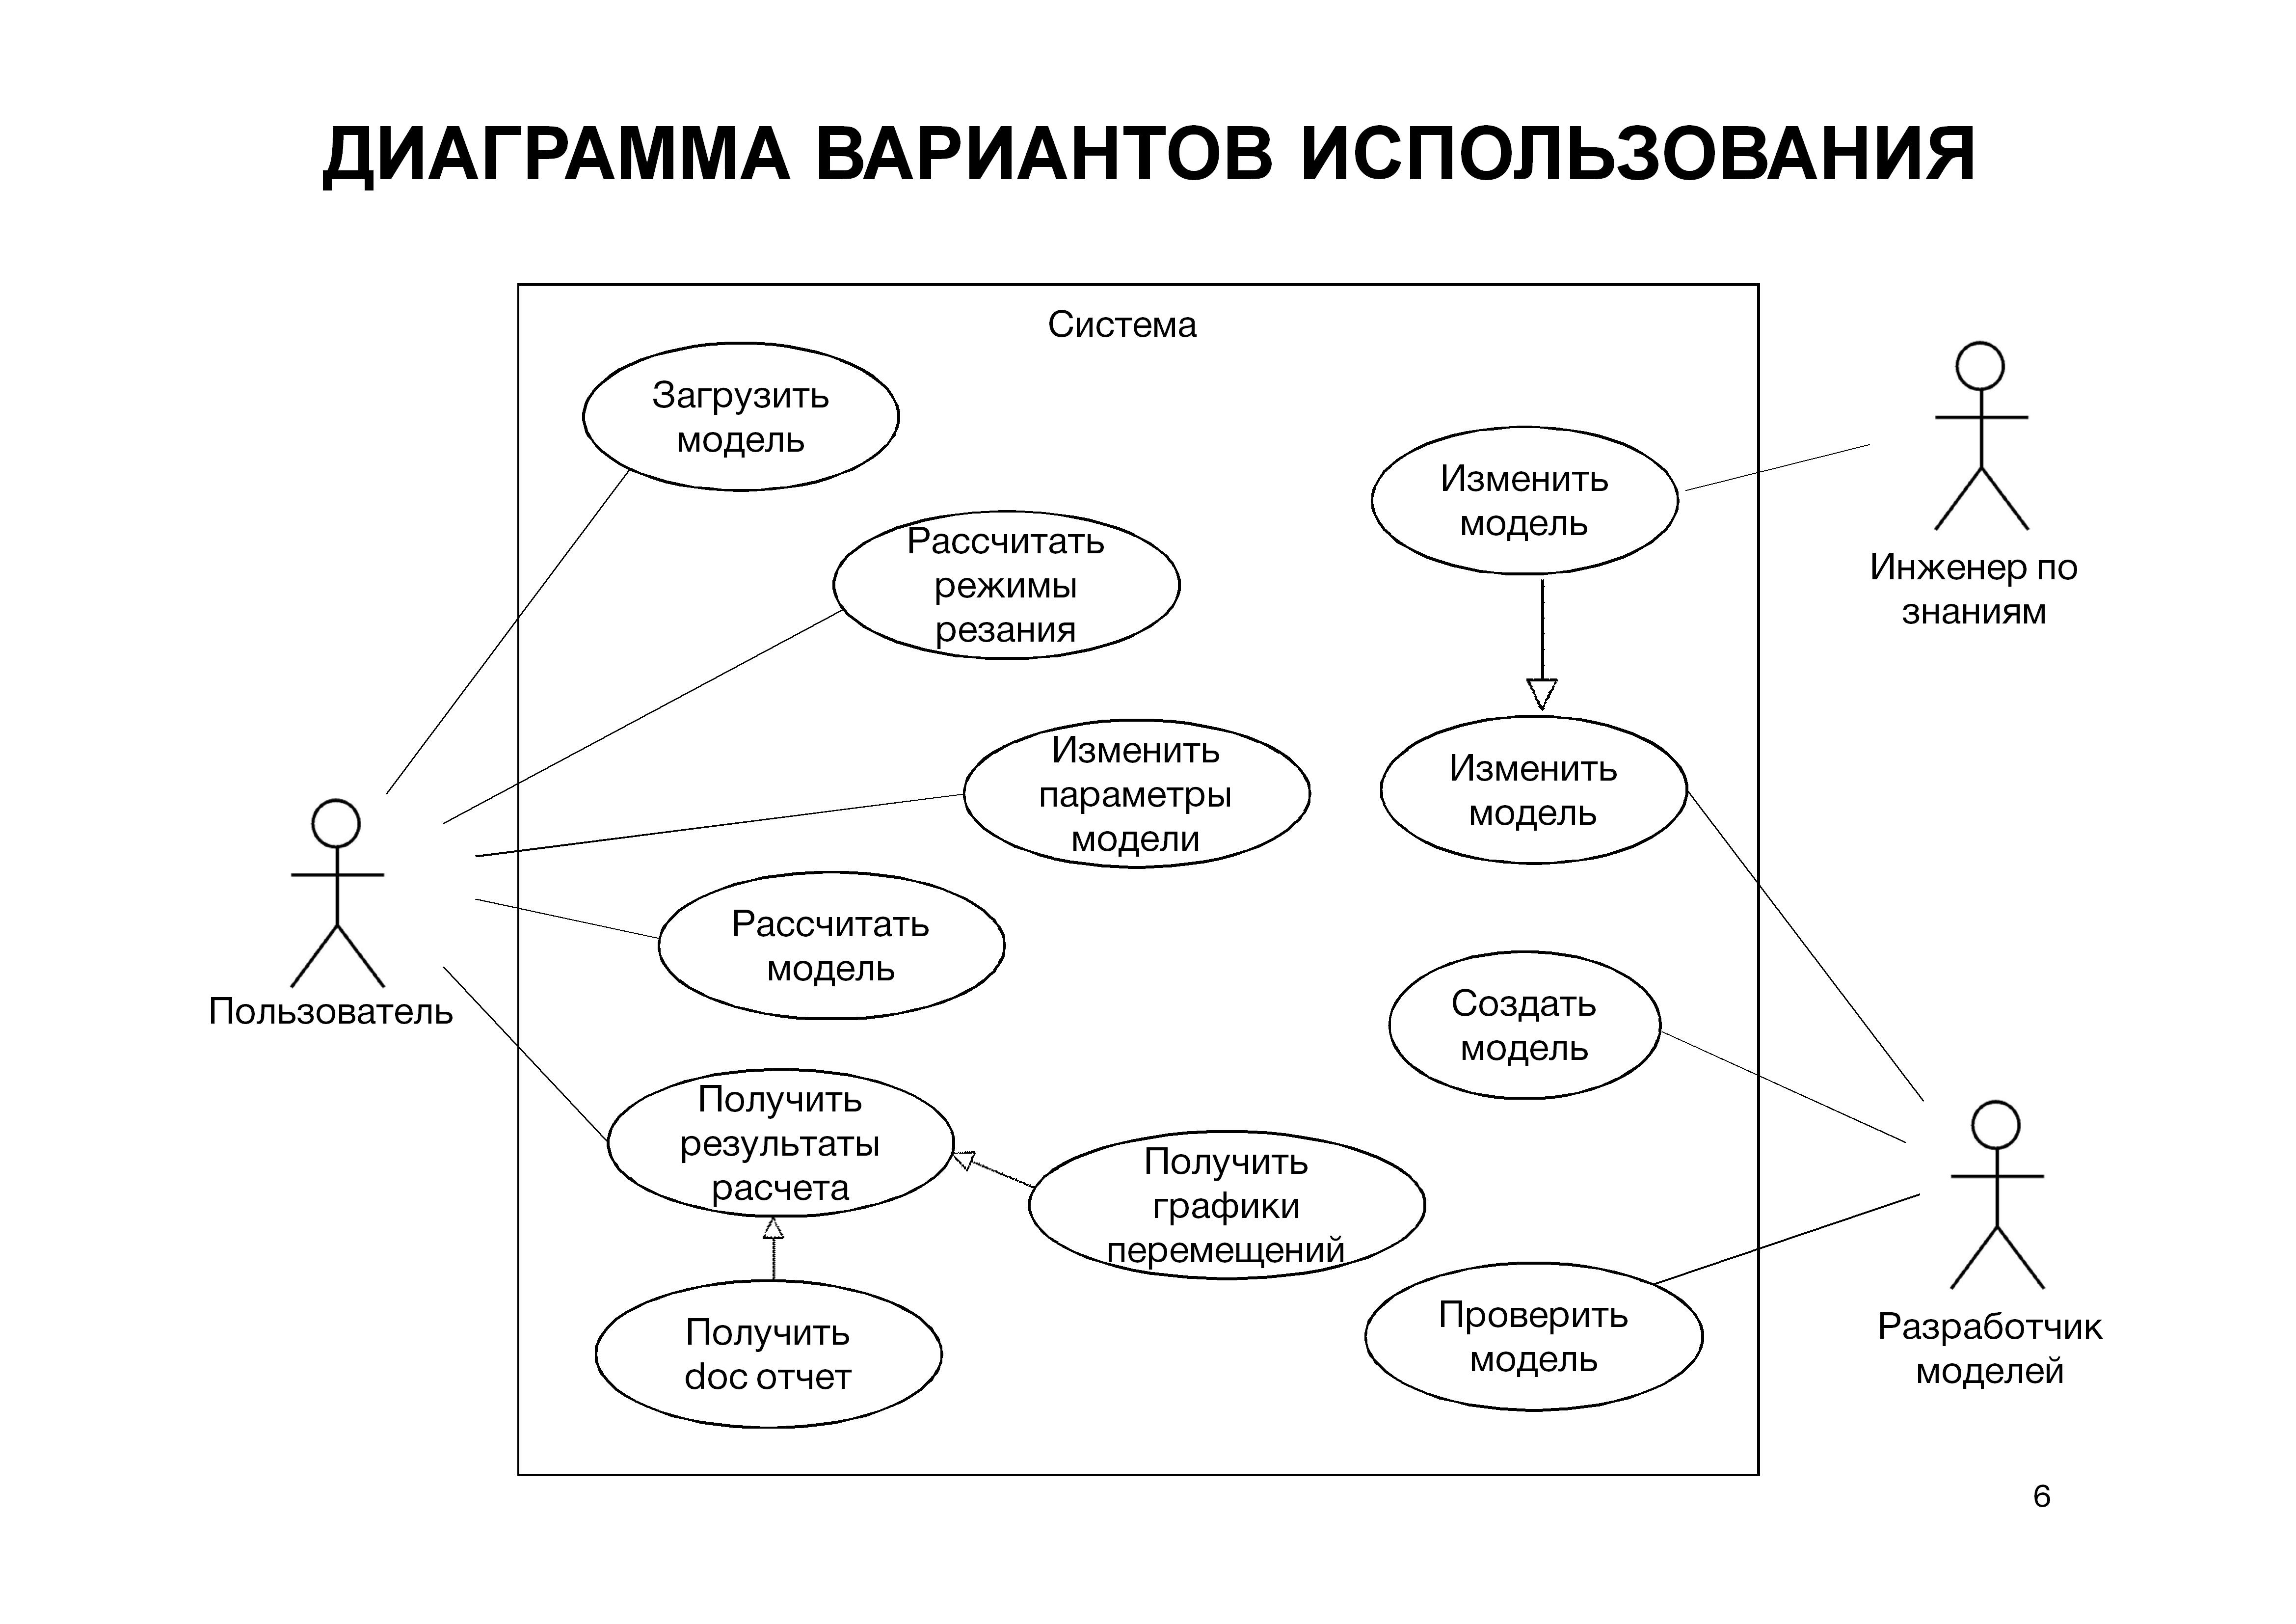 ДИАГРАММА ВАРИАНТОВ ИСПОЛЬЗОВАНИЯ
Система
Загрузить
модель
Изменить
модель
Инженер по
знаниям
Рассчитать
режимы
резания
Изменить
параметры
модели
Изменить
модель
Рассчитать
модель
Пользователь
Создать
модель
Получить
результаты
расчета
Получить
графики
перемещений
Получить
doc отчет
Проверить
модель
Разработчик
моделей
6